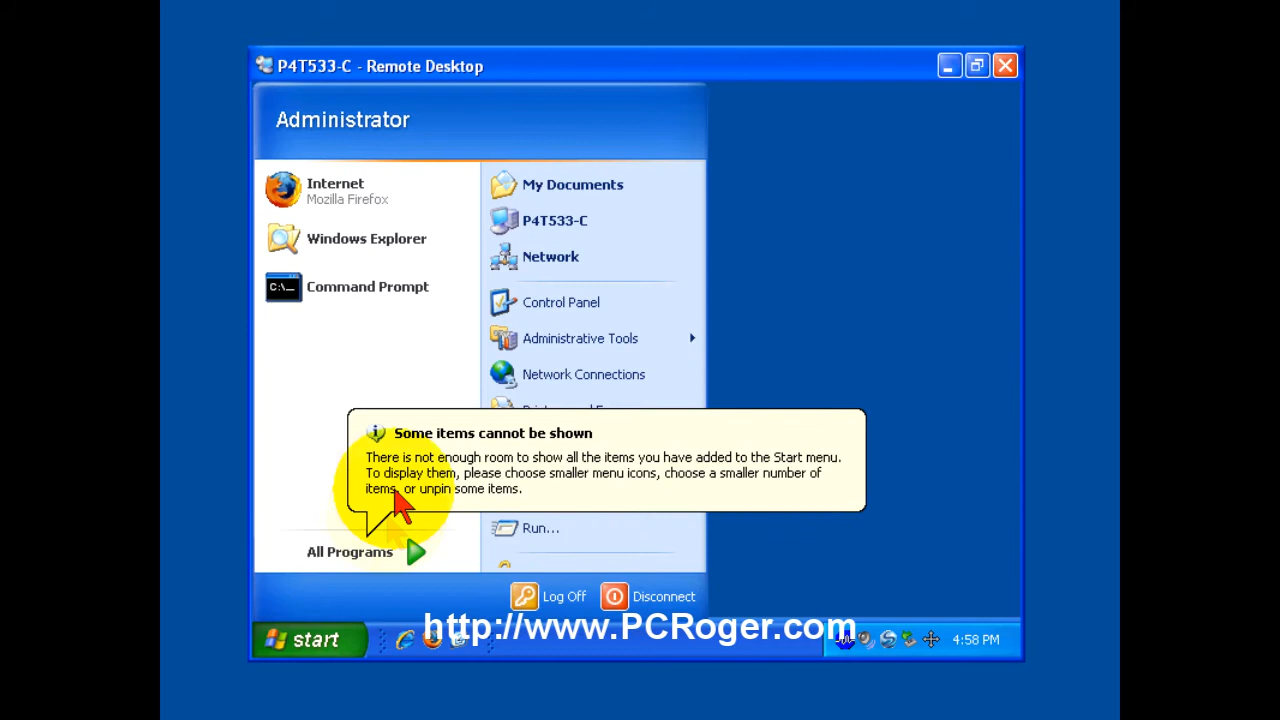 P4T533-C - Remote Desktop
Administrator
Internet
Mozilla Firefox
Windows Explorer
Command Prompt
My Documents
P4T533-C
Network
Control Panel
Administrative Tools
Network Connections
Some items cannot be shown
There is not enough room to show all the items you have added to the Start menu.
To display them, please choose smaller menu icons, choose a smaller number of
items, or unpin some items.
Run...
All Programs
Log Off
Disconnect
http://www.PCRoger.com
start
4:58 PM